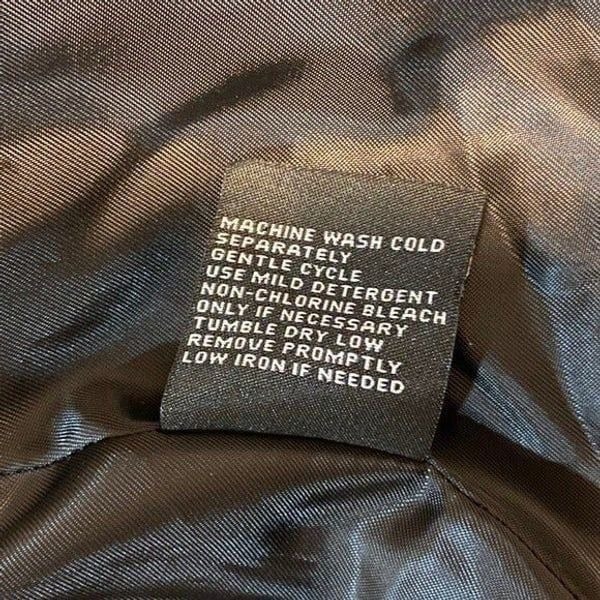 MACHINE WASH COLD
SEPARATELY
GENTLE CYCLE
USE MILD DETERGENT
NON-CHLORINE BLEACH
ONLY IF NECESSARY
TUMBLE DRY LOW
REMOVE PROMPTLY
LOW IRON IF NEEDED